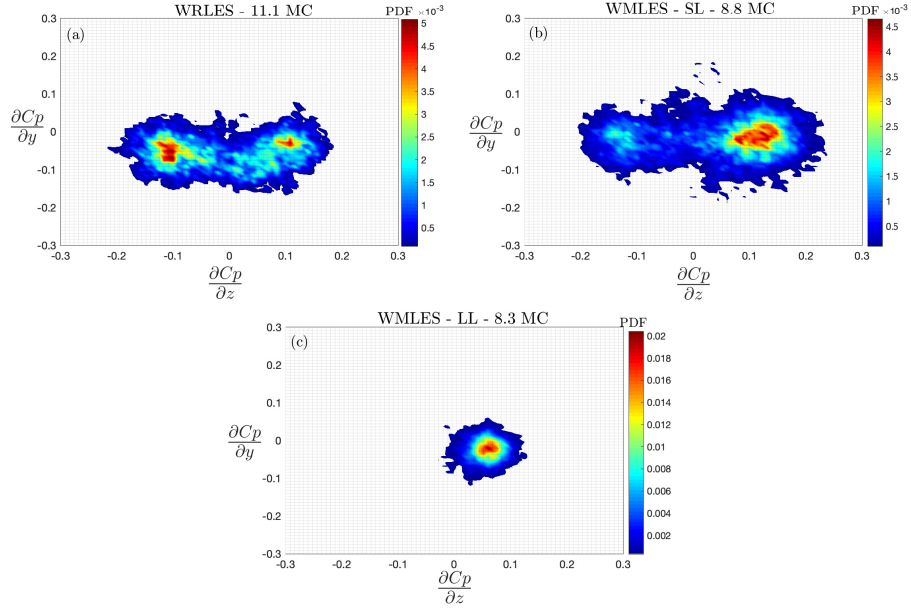 WRLES - 11.1 MC
PDF ×10⁻³
(a)
0.3
0.2
0.1
0
-0.1
-0.2
-0.3
∂Cp/∂y
-0.3 -0.2 -0.1 0 0.1 0.2 0.3
∂Cp/∂z
5
4.5
4
3.5
3
2.5
2
1.5
1
0.5
WMLES - SL - 8.8 MC
PDF ×10⁻³
(b)
0.3
0.2
0.1
0
-0.1
-0.2
-0.3
∂Cp/∂y
-0.3 -0.2 -0.1 0 0.1 0.2 0.3
∂Cp/∂z
4.5
4
3.5
3
2.5
2
1.5
1
0.5
WMLES - LL - 8.3 MC
PDF
(c)
0.3
0.2
0.1
0
-0.1
-0.2
-0.3
∂Cp/∂y
-0.3 -0.2 -0.1 0 0.1 0.2 0.3
∂Cp/∂z
0.02
0.018
0.016
0.014
0.012
0.01
0.008
0.006
0.004
0.002